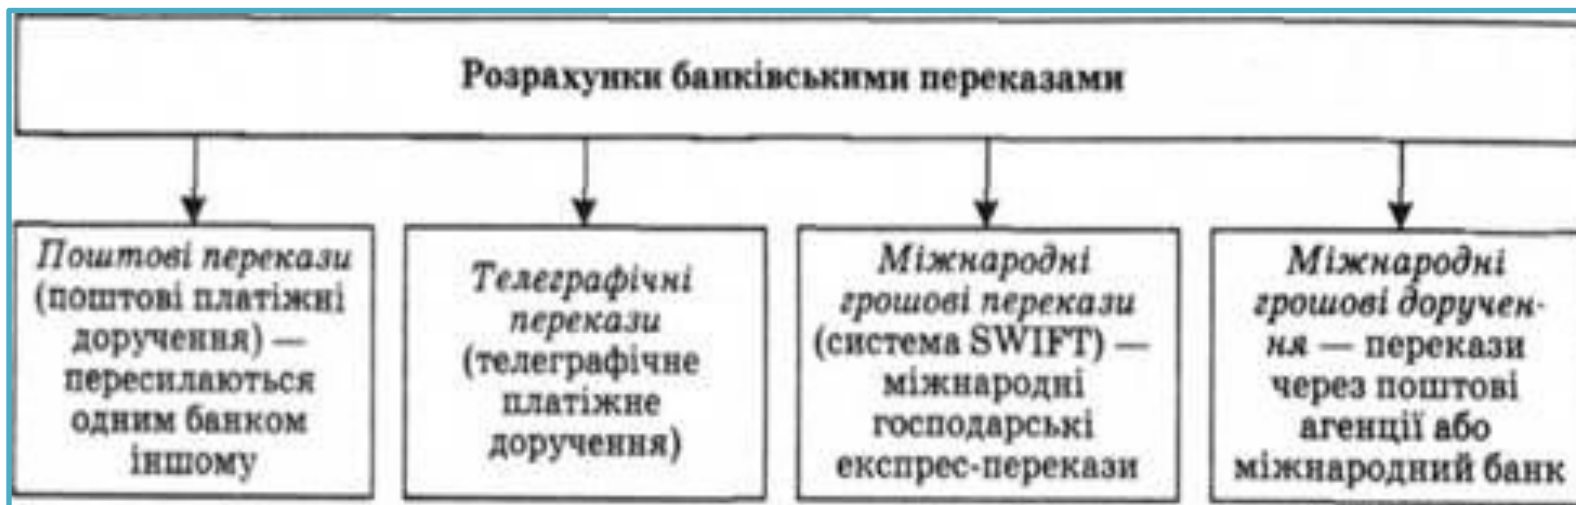 Розрахунки банківськими переказами
Поштові перекази
(поштові платіжні
доручення) —
пересилаються
одним банком
іншому
Телеграфічні
перекази
(телеграфічне
платіжне
доручення)
Міжнародні
грошові перекази
(система SWIFT) —
міжнародні
господарські
експрес-перекази
Міжнародні
грошові доручен-
ня — перекази
через поштові
агенції або
міжнародний банк